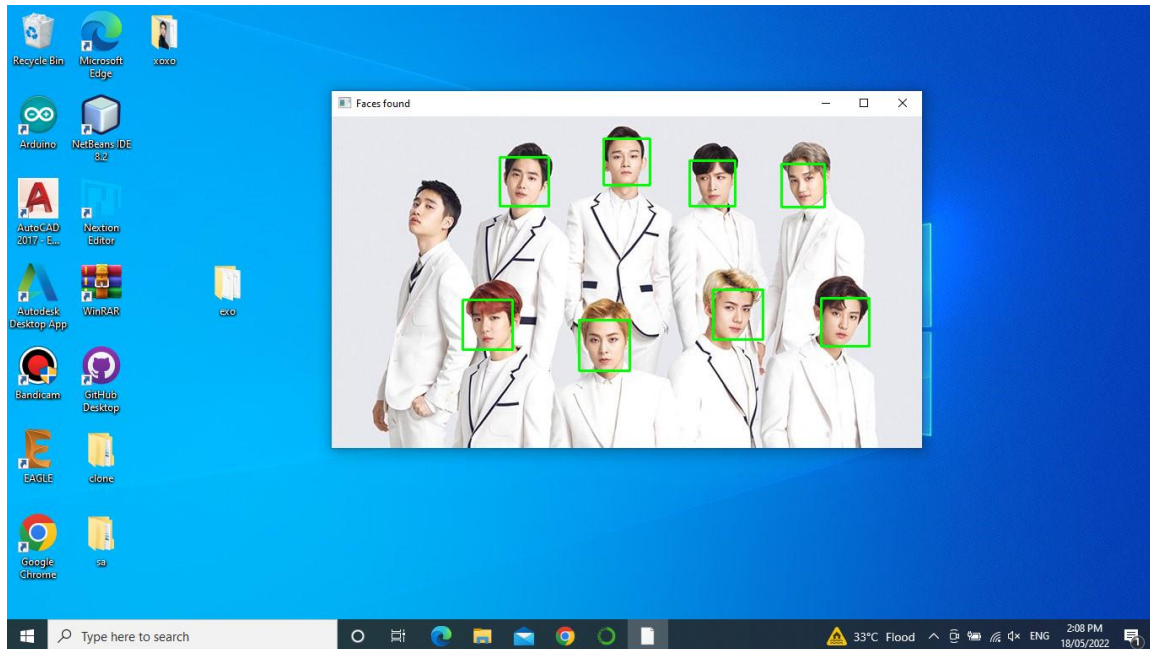 Recycle Bin
Microsoft
Edge
xoxo
Faces found
Arduino
NetBeans IDE
8.2
AutoCAD
2017 - E...
Nextion
Editor
Autodesk
Desktop App
WinRAR
exo
Bandicam
GitHub
Desktop
EAGLE
clone
Google
Chrome
sa
Type here to search
33°C Flood
ENG
2:08 PM
18/05/2022
1